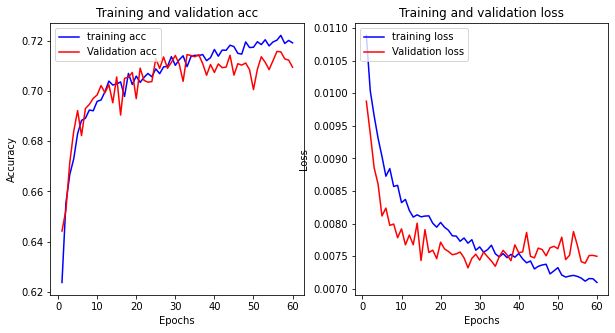 Training and validation acc
training acc
Validation acc
0.72
0.70
0.68
0.66
0.64
0.62
Accuracy
0 10 20 30 40 50 60
Epochs
Training and validation loss
training loss
Validation loss
0.0110
0.0105
0.0100
0.0095
0.0090
0.0085
0.0080
0.0075
0.0070
Loss
0 10 20 30 40 50 60
Epochs